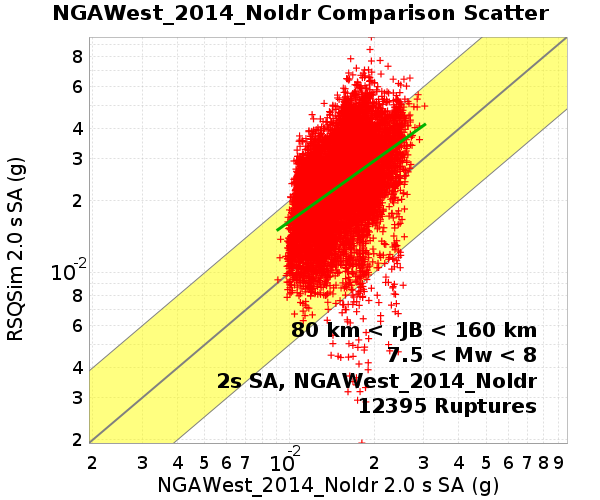 NGAWest_2014_NoIdr Comparison Scatter
8
6
4
3
2
10-2
8
6
4
3
2
RSQSim 2.0 s SA (g)
80 km < rJB < 160 km
7.5 < Mw < 8
2s SA, NGAWest_2014_NoIdr
12395 Ruptures
2 3 4 5 6 7 10-2 2 3 4 5 6 7 8 9
NGAWest_2014_NoIdr 2.0 s SA (g)